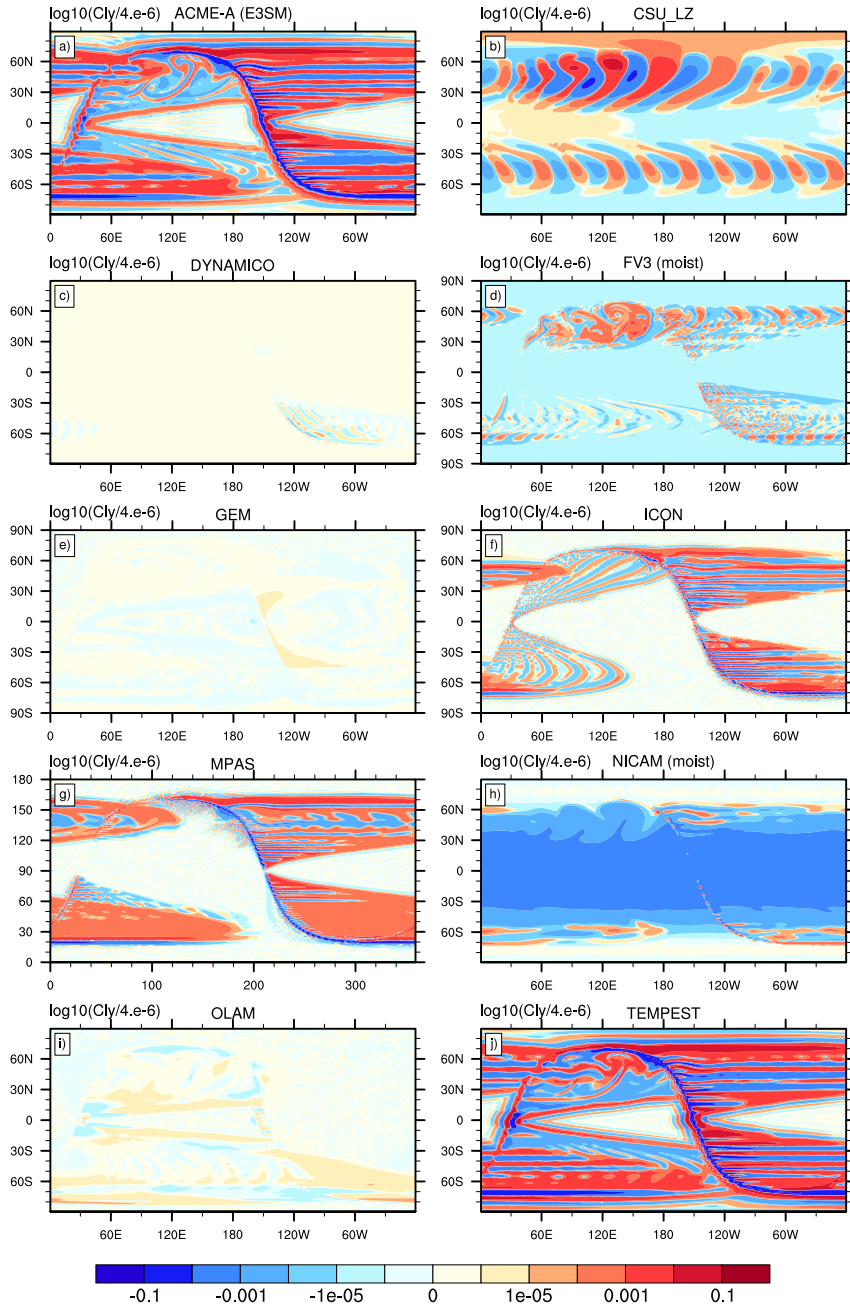 log10(Cly/4.e-6) ACME-A (E3SM)
a)
60N
30N
0
30S
60S
0 60E 120E 180 120W 60W
log10(Cly/4.e-6) CSU_LZ
b)
60N
30N
0
30S
60S
60E 120E 180 120W 60W
log10(Cly/4.e-6) DYNAMICO
c)
60N
30N
0
30S
60S
60E 120E 180 120W 60W
log10(Cly/4.e-6) FV3 (moist)
d)
90N
60N
30N
0
30S
60S
90S
60E 120E 180 120W 60W
log10(Cly/4.e-6) GEM
e)
90N
60N
30N
0
30S
60S
90S
60E 120E 180 120W 60W
log10(Cly/4.e-6) ICON
f)
90N
60N
30N
0
30S
60S
90S
60E 120E 180 120W 60W
log10(Cly/4.e-6) MPAS
g)
180
150
120
90
60
30
0
0 100 200 300
log10(Cly/4.e-6) NICAM (moist)
h)
60N
30N
0
30S
60S
60E 120E 180 120W 60W
log10(Cly/4.e-6) OLAM
i)
60N
30N
0
30S
60S
60E 120E 180 120W 60W
log10(Cly/4.e-6) TEMPEST
j)
60N
30N
0
30S
60S
60E 120E 180 120W 60W
-0.1 -0.001 -1e-05 0 1e-05 0.001 0.1